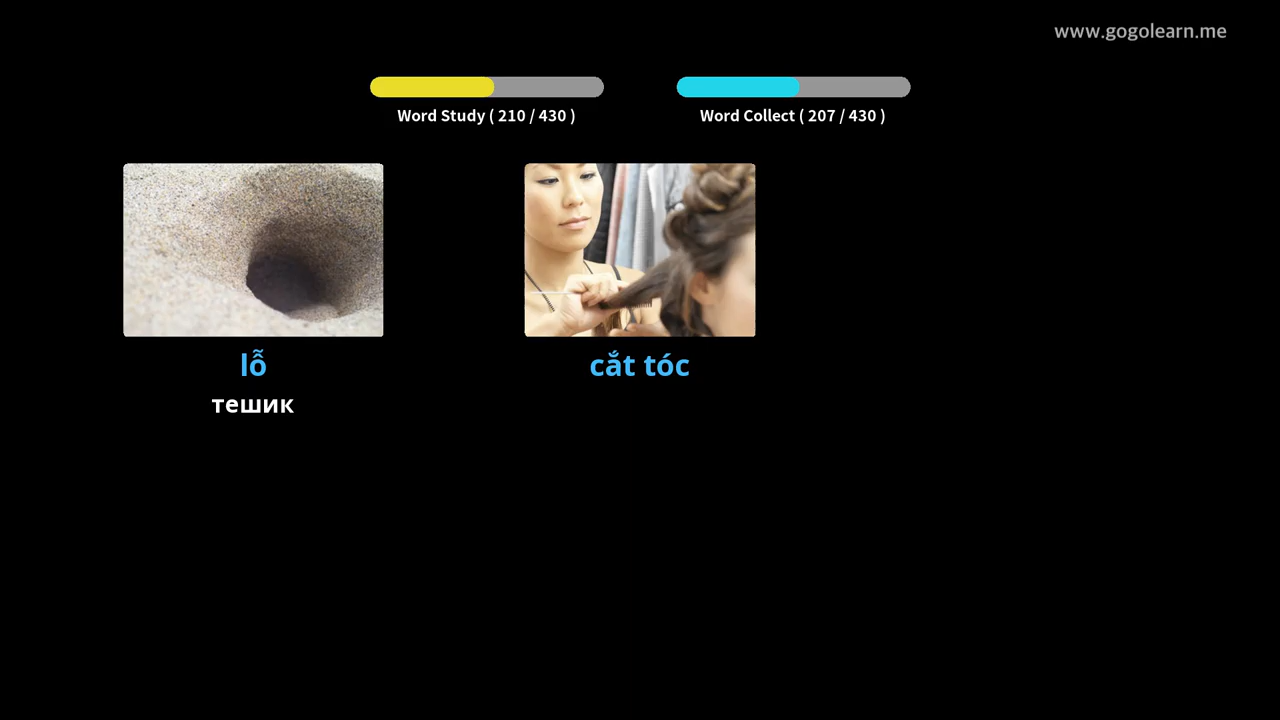 www.gogolearn.me
Word Study ( 210 / 430 )
Word Collect ( 207 / 430 )
lỗ
тешик
cắt tóc